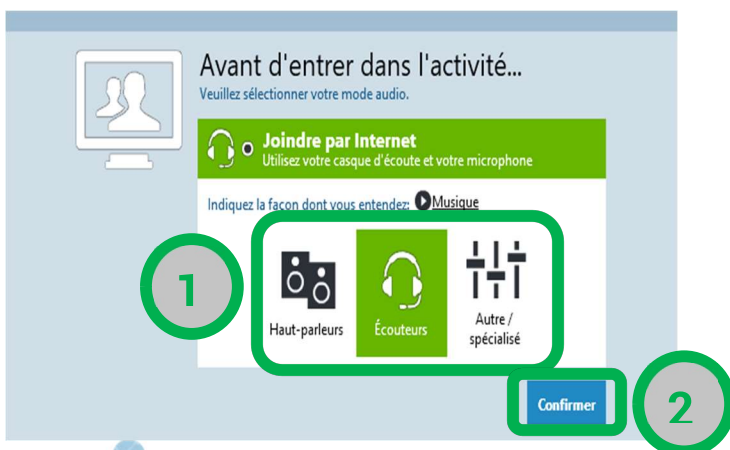 Avant d'entrer dans l'activité...
Veuillez sélectionner votre mode audio.
Joindre par Internet
Utilisez votre casque d'écoute et votre microphone
Indiquez la façon dont vous entendez: Musique
1
Haut-parleurs
Écouteurs
Autre /
spécialisé
Confirmer
2